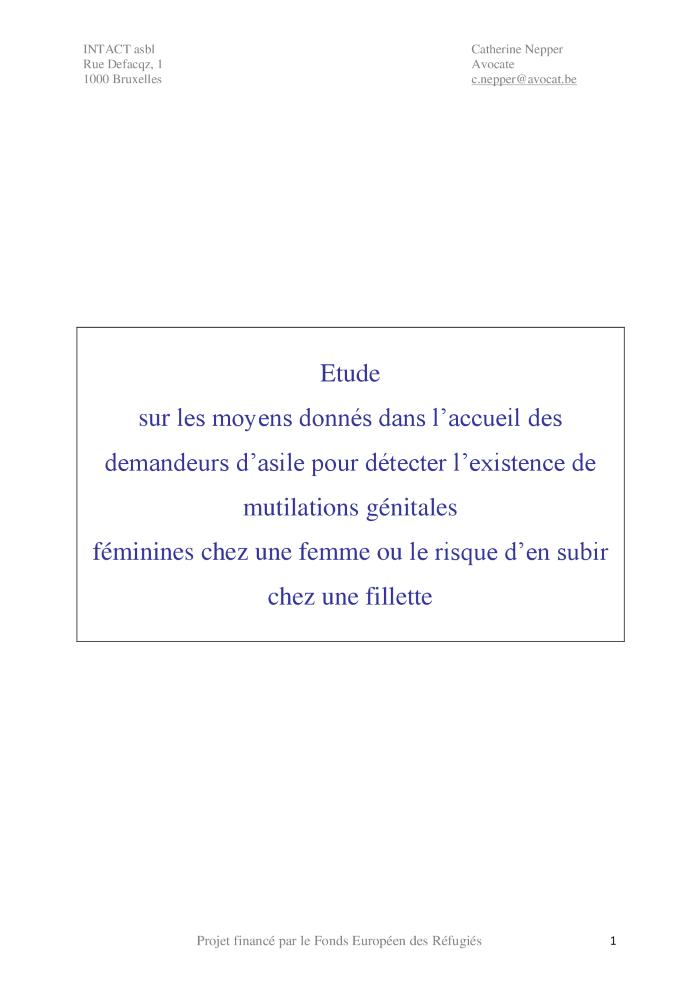 INTACT asbl
Rue Defacqz, 1
1000 Bruxelles
Catherine Nepper
Avocate
c.nepper@avocat.be
Etude
sur les moyens donnés dans l’accueil des
demandeurs d’asile pour détecter l’existence de
mutilations génitales
féminines chez une femme ou le risque d’en subir
chez une fillette
Projet financé par le Fonds Européen des Réfugiés
1